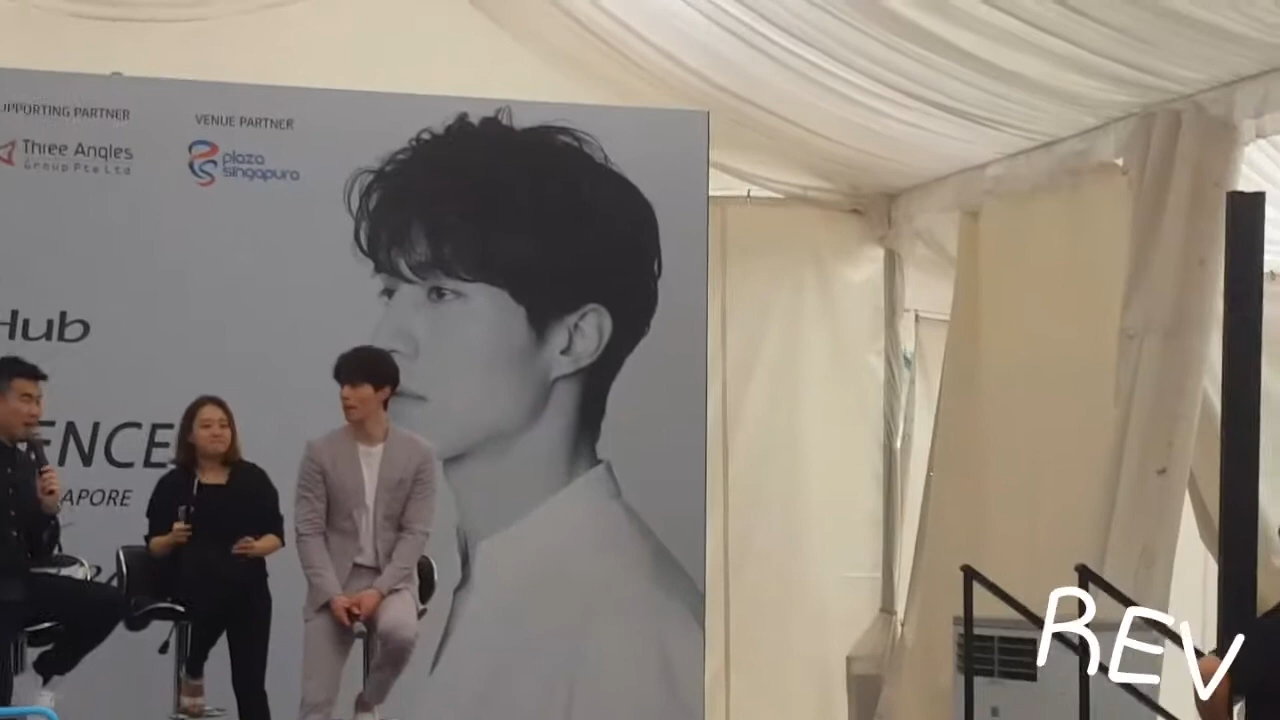 UPPORTING PARTNER
VENUE PARTNER
Three Angles
Group Pte Ltd
plaza
singapura
Hub
ENCE
APORE
REV